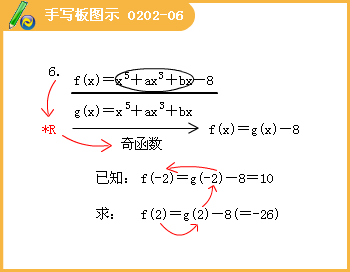 手写板图示 0202-06
6. f(x)=x⁵+ax³+bx-8
g(x)=x⁵+ax³+bx
*R 奇函数 f(x)=g(x)-8
已知: f(-2)=g(-2)-8=10
求: f(2)=g(2)-8(=-26)